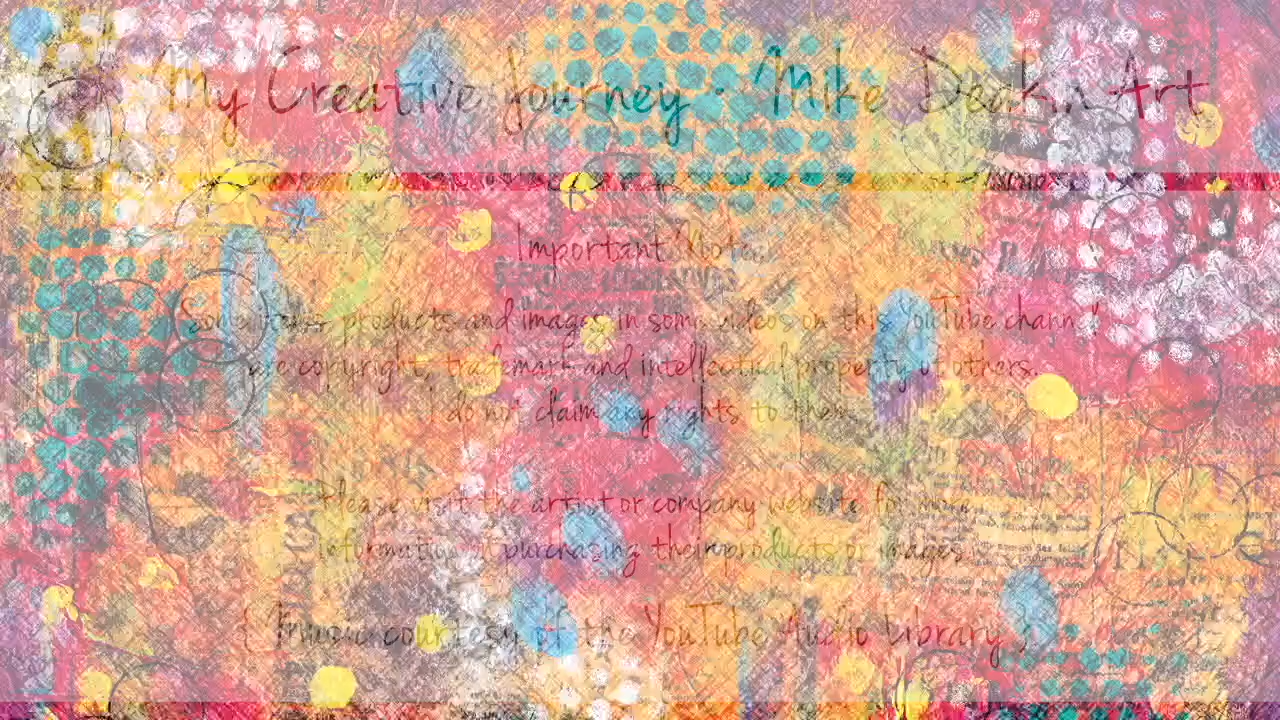 My Creative Journey - Mike Deakin Art
Important Note:
Some items, products and images in some videos on this YouTube channel
are copyright, trademark and intellectual property of others.
I do not claim any rights to them.
Please visit the artist or company website for more
information of purchasing their products or images.
{ Music courtesy of the YouTube Audio Library }